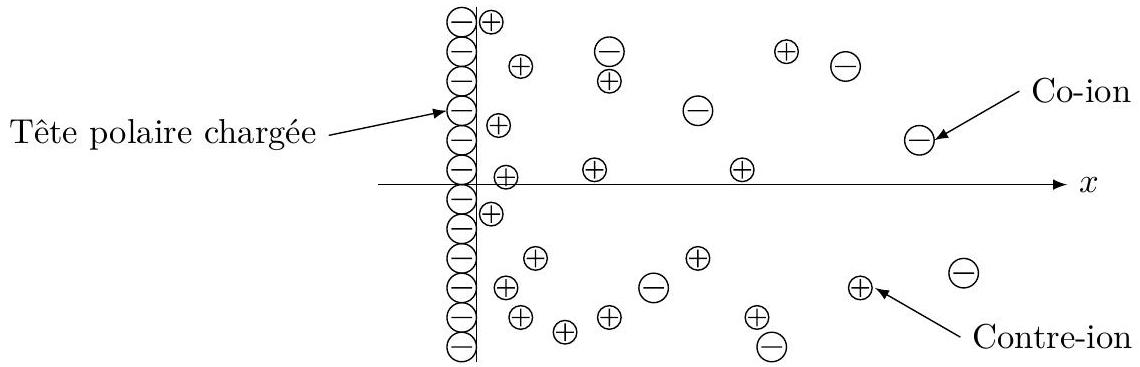 Co-ion
Tête polaire chargée
x
Contre-ion